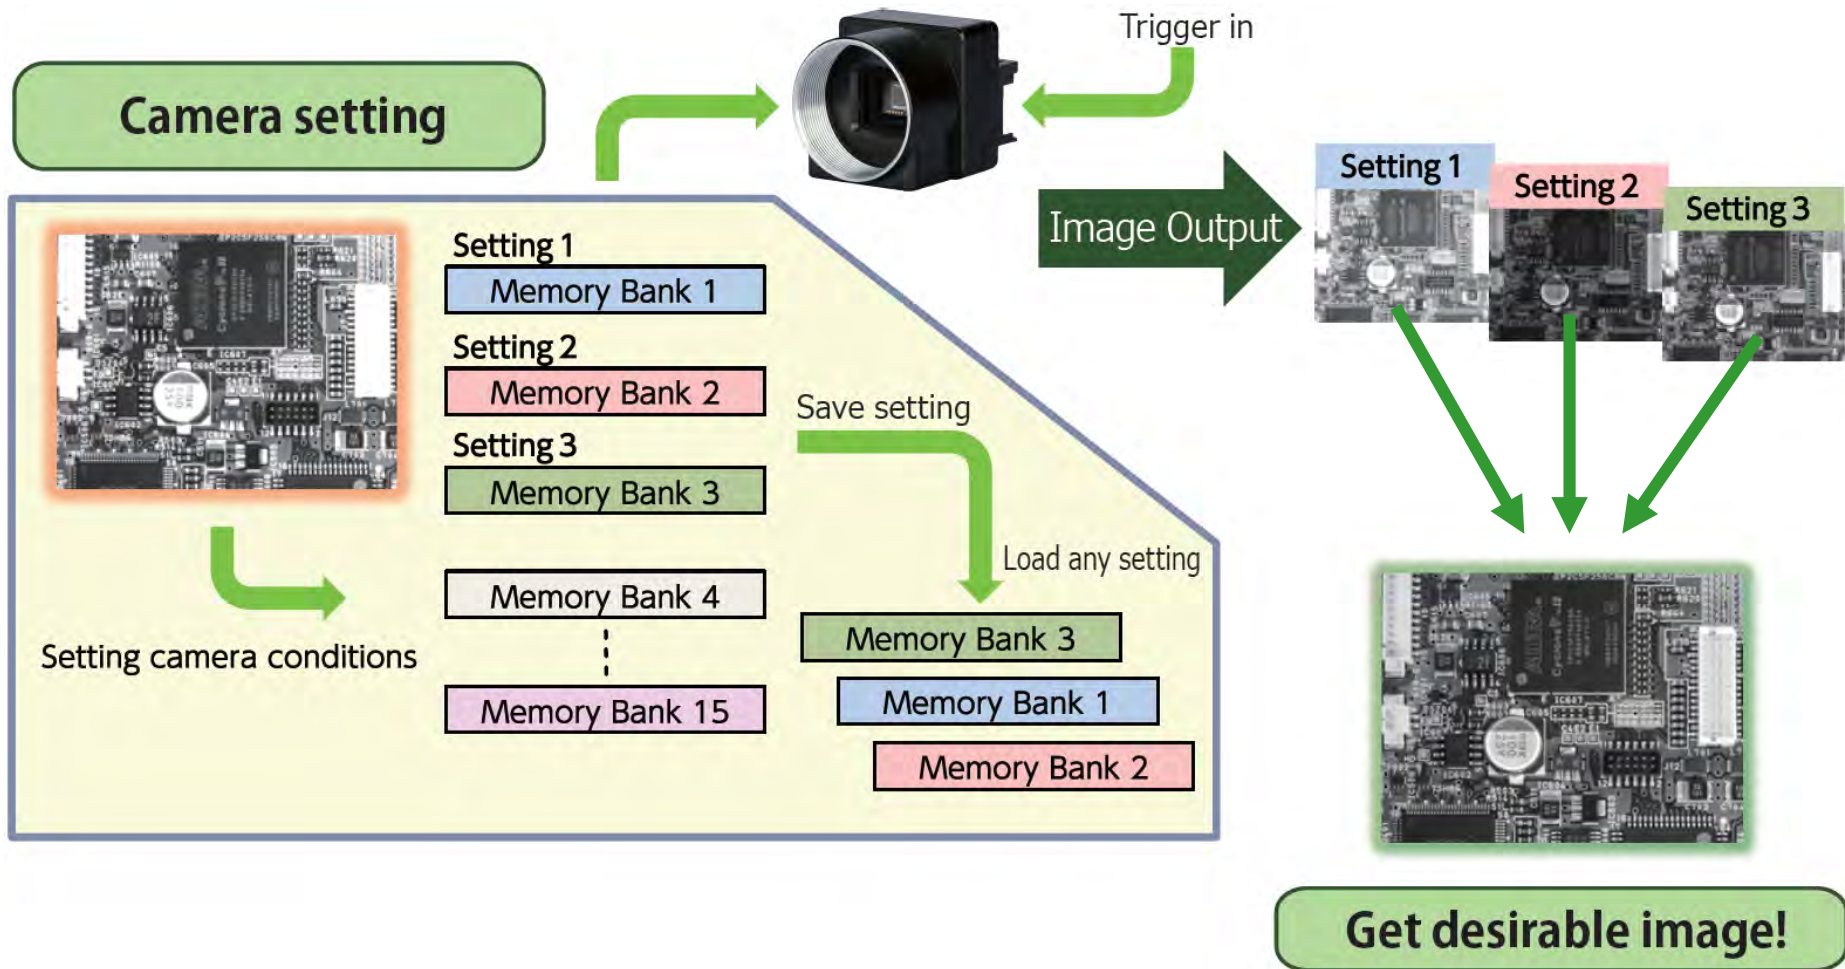 Camera setting
Trigger in
Setting 1
Memory Bank 1
Setting 2
Memory Bank 2
Setting 3
Memory Bank 3
Memory Bank 4
Memory Bank 15
Setting camera conditions
Save setting
Load any setting
Memory Bank 3
Memory Bank 1
Memory Bank 2
Image Output
Setting 1
Setting 2
Setting 3
Get desirable image!